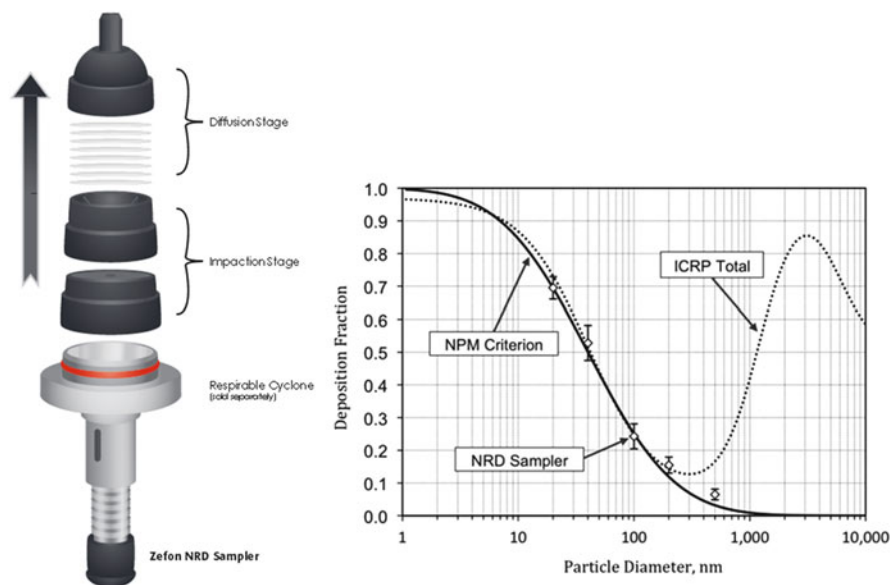 Diffusion Stage
Impaction Stage
Respirable Cyclone
(sold separately)
Zefon NRD Sampler
1.0
0.9
0.8
0.7
0.6
0.5
0.4
0.3
0.2
0.1
0.0
Deposition Fraction
ICRP Total
NPM Criterion
NRD Sampler
1
10
100
1,000
10,000
Particle Diameter, nm